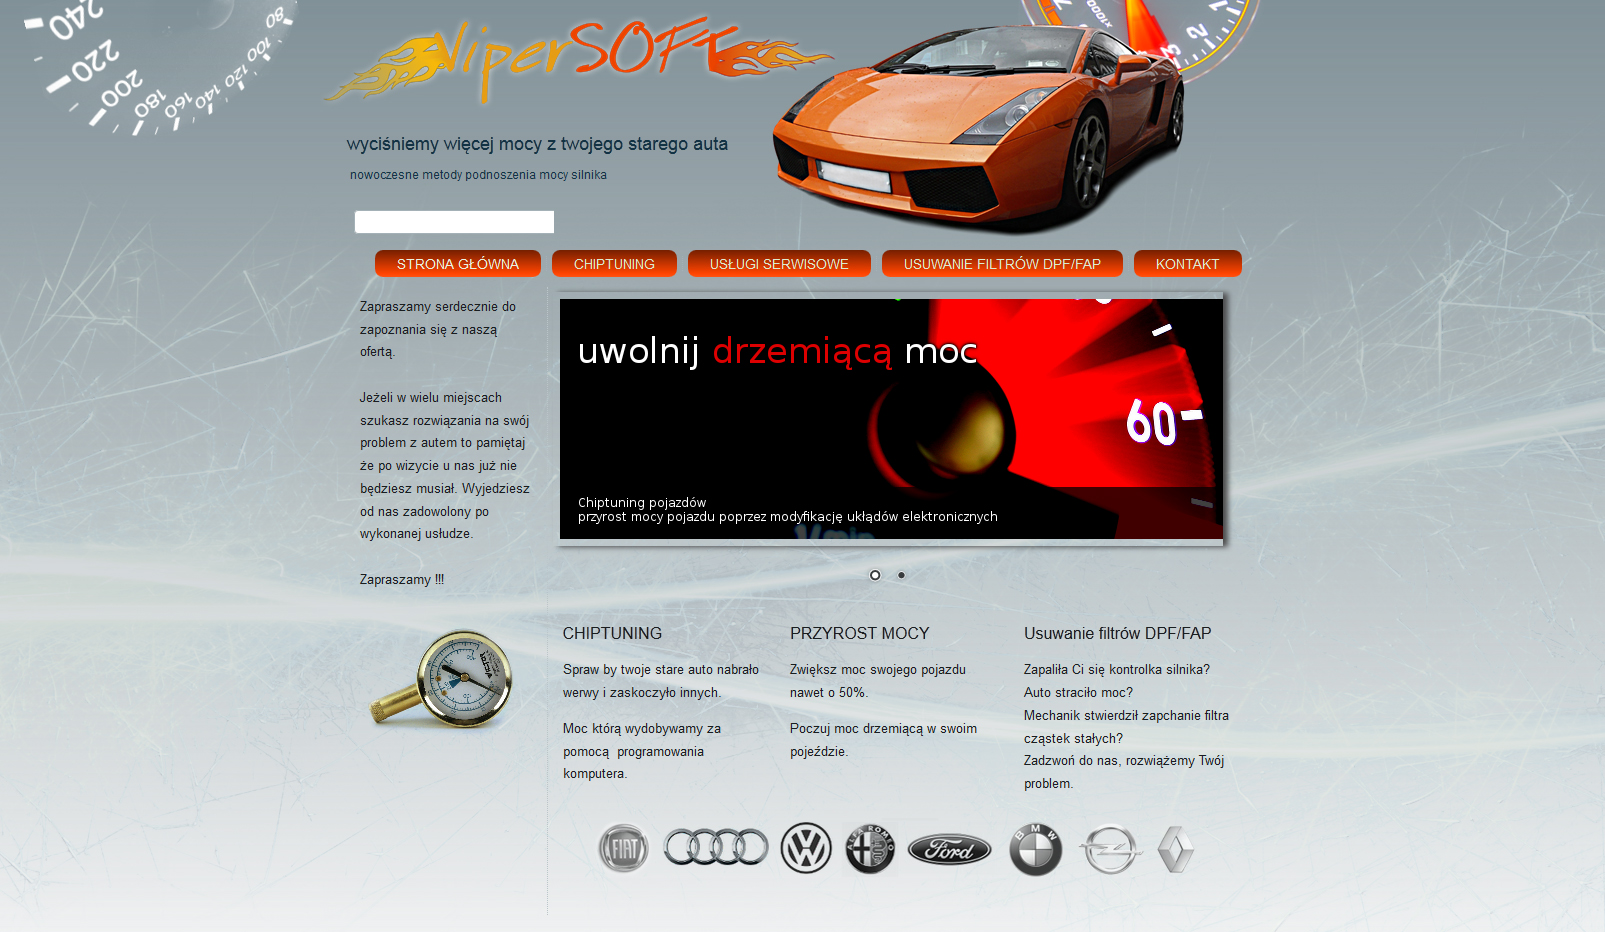 240
220
200
180
160
140
120
100
80
ViperSOFT
x1000
1
2
3
wyciśniemy więcej mocy z twojego starego auta
nowoczesne metody podnoszenia mocy silnika
STRONA GŁÓWNA
CHIPTUNING
USŁUGI SERWISOWE
USUWANIE FILTRÓW DPF/FAP
KONTAKT
Zapraszamy serdecznie do
zapoznania się z naszą
ofertą.
Jeżeli w wielu miejscach
szukasz rozwiązania na swój
problem z autem to pamiętaj
że po wizycie u nas już nie
będziesz musiał. Wyjedziesz
od nas zadowolony po
wykonanej usłudze.
Zapraszamy !!!
uwolnij drzemiącą moc
60
Chiptuning pojazdów
przyrost mocy pojazdu poprzez modyfikację układów elektronicznych
1/min
CHIPTUNING
Spraw by twoje stare auto nabrało
werwy i zaskoczyło innych.
Moc którą wydobywamy za
pomocą  programowania
komputera.
PRZYROST MOCY
Zwiększ moc swojego pojazdu
nawet o 50%.
Poczuj moc drzemiącą w swoim
pojeździe.
Usuwanie filtrów DPF/FAP
Zapaliła Ci się kontrolka silnika?
Auto straciło moc?
Mechanik stwierdził zapchanie filtra
cząstek stałych?
Zadzwoń do nas, rozwiążemy Twój
problem.
FIAT
ALFA ROMEO
Ford
BMW